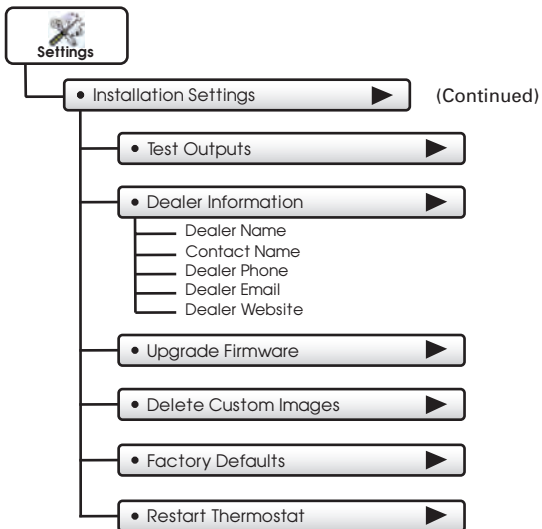 Settings
• Installation Settings (Continued)
• Test Outputs
• Dealer Information
Dealer Name
Contact Name
Dealer Phone
Dealer Email
Dealer Website
• Upgrade Firmware
• Delete Custom Images
• Factory Defaults
• Restart Thermostat